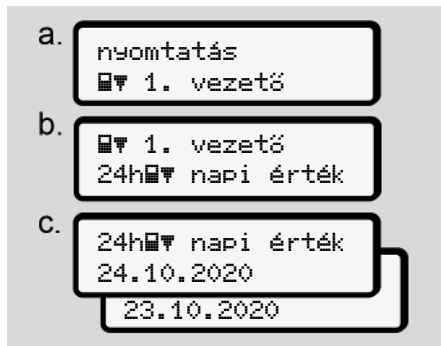 a.
nyomtatás
🖥▼ 1. vezető
b.
🖥▼ 1. vezető
24h🖥▼ napi érték
c.
24h🖥▼ napi érték
24.10.2020
23.10.2020